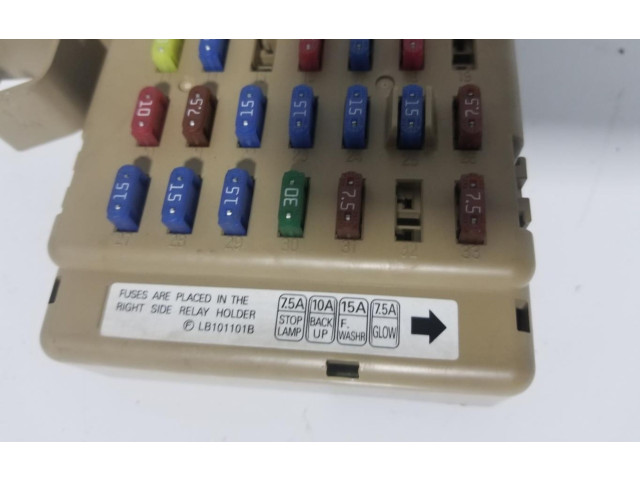 10 7.5 15 15 15 15 7.5
15 15 15 30 7.5 7.5
FUSES ARE PLACED IN THE
RIGHT SIDE RELAY HOLDER
Ⓕ LB101101B
7.5A STOP LAMP
10A BACK UP
15A F. WASHR
7.5A GLOW